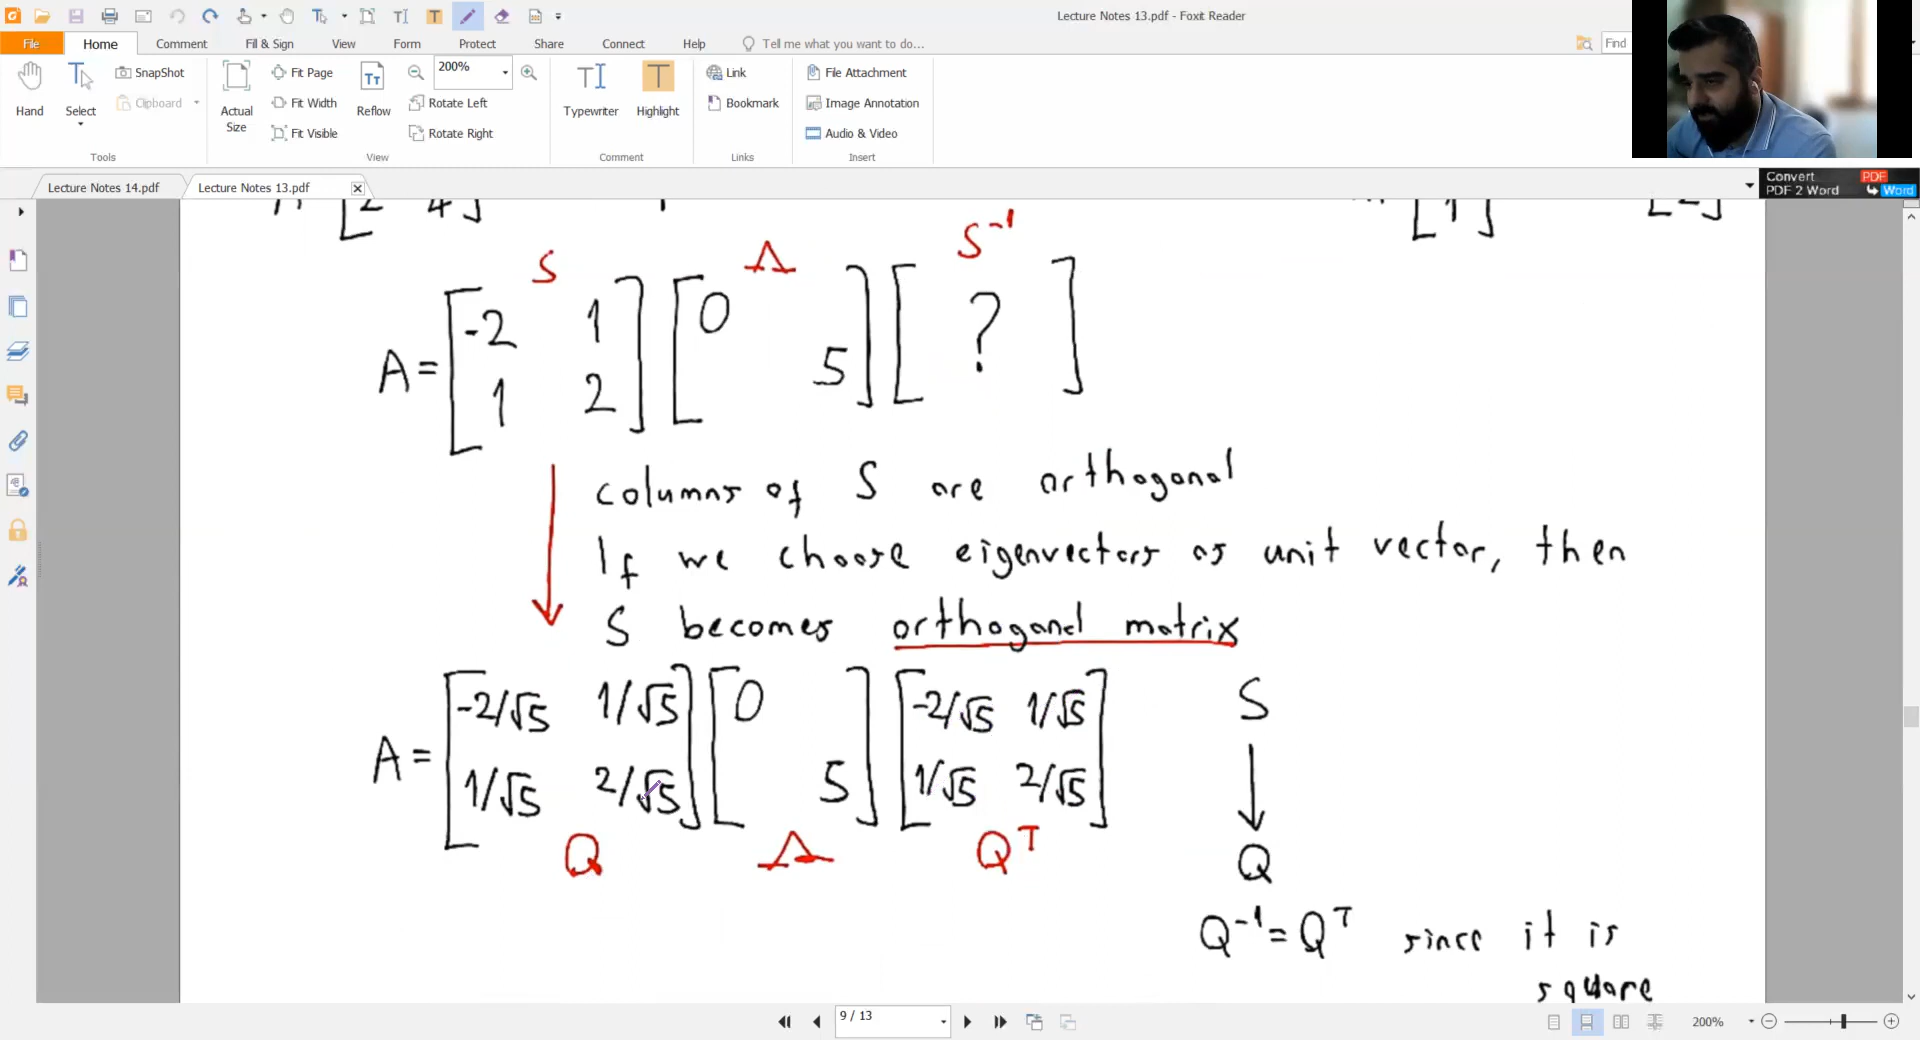 Lecture Notes 13.pdf - Foxit Reader
File Home Comment Fill & Sign View Form Protect Share Connect Help Tell me what you want to do... Find
Hand Select SnapShot Clipboard
Tools
Actual Size Fit Page Fit Width Fit Visible Reflow 200% Rotate Left Rotate Right
View
Typewriter Highlight
Comment
Link Bookmark
Links
File Attachment Image Annotation Audio & Video
Insert
Lecture Notes 14.pdf Lecture Notes 13.pdf
Convert PDF
PDF 2 Word Word
S Λ S⁻¹
A = [-2 1 [0 [ ?
1 2] 5] ]
columns of S are orthogonal
If we choose eigenvectors as unit vector, then
S becomes orthogonal matrix
A = [-2/√5 1/√5 [0 [-2/√5 1/√5
1/√5 2/√5] 5] 1/√5 2/√5]
Q Λ Qᵀ
S
↓
Q
Q⁻¹ = Qᵀ since it is
square
9 / 13
200%